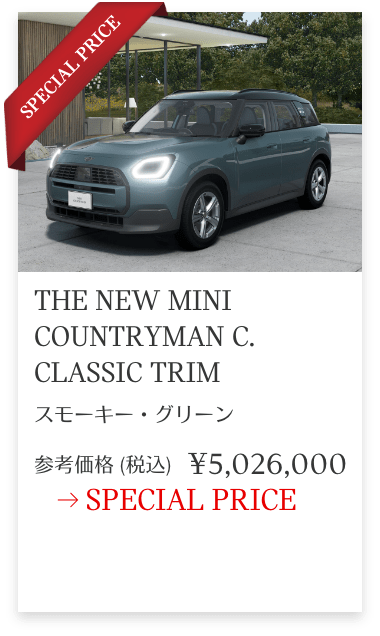 SPECIAL PRICE
THE NEW MINI
COUNTRYMAN C.
CLASSIC TRIM
スモーキー・グリーン
参考価格 (税込) ¥5,026,000
→ SPECIAL PRICE